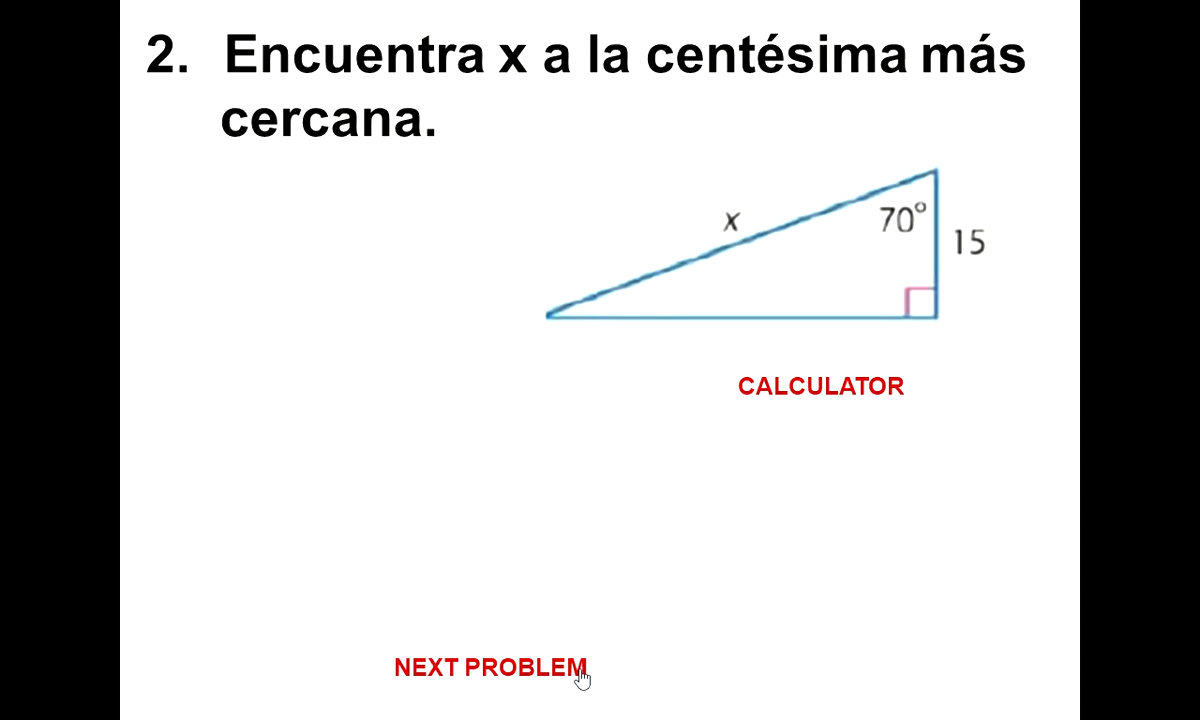 2. Encuentra x a la centésima más
cercana.
x
70°
15
CALCULATOR
NEXT PROBLEM